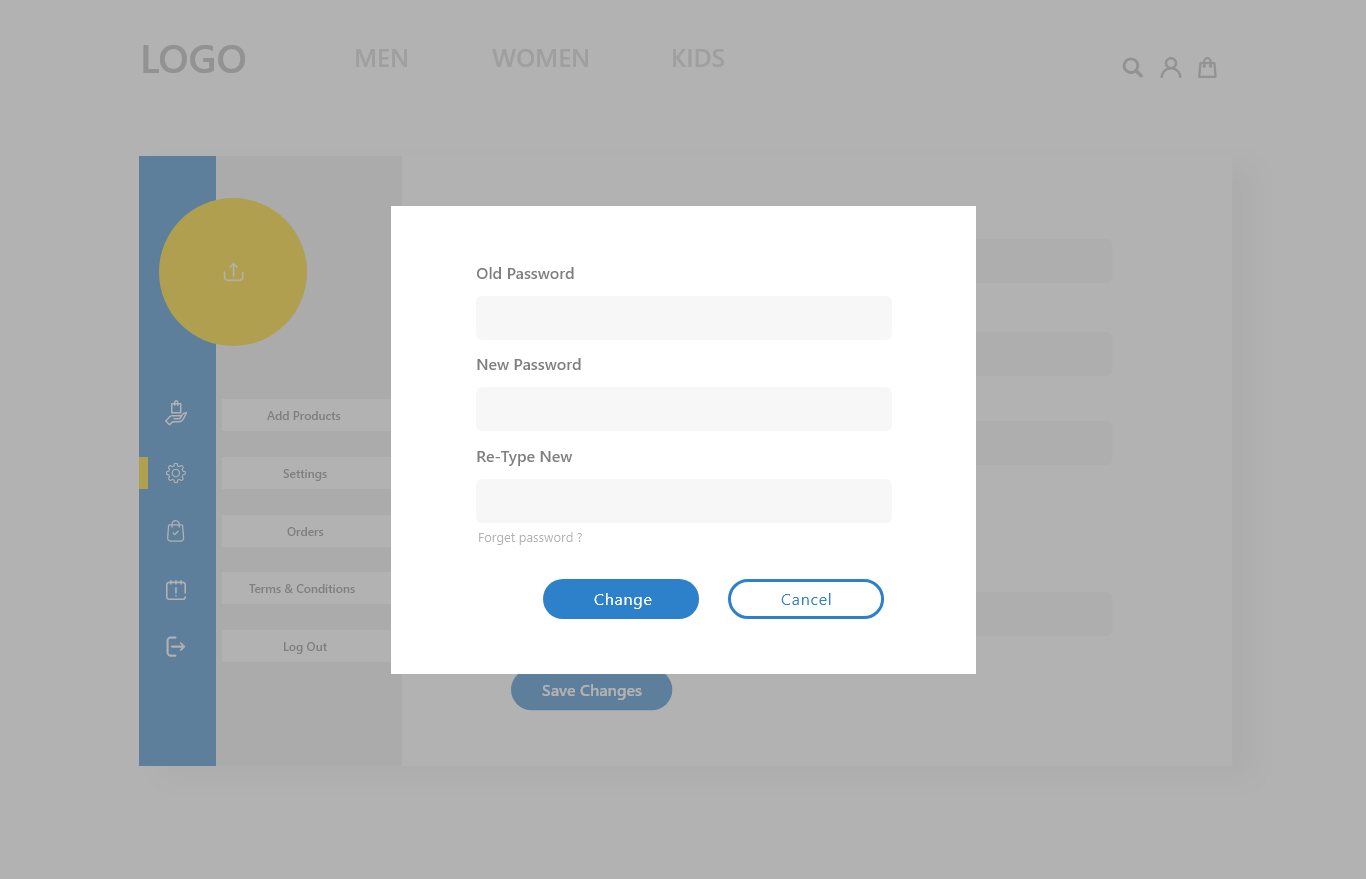 LOGO
MEN
WOMEN
KIDS
Old Password
New Password
Re-Type New
Forget password ?
Change
Cancel
Add Products
Settings
Orders
Terms & Conditions
Log Out
Save Changes